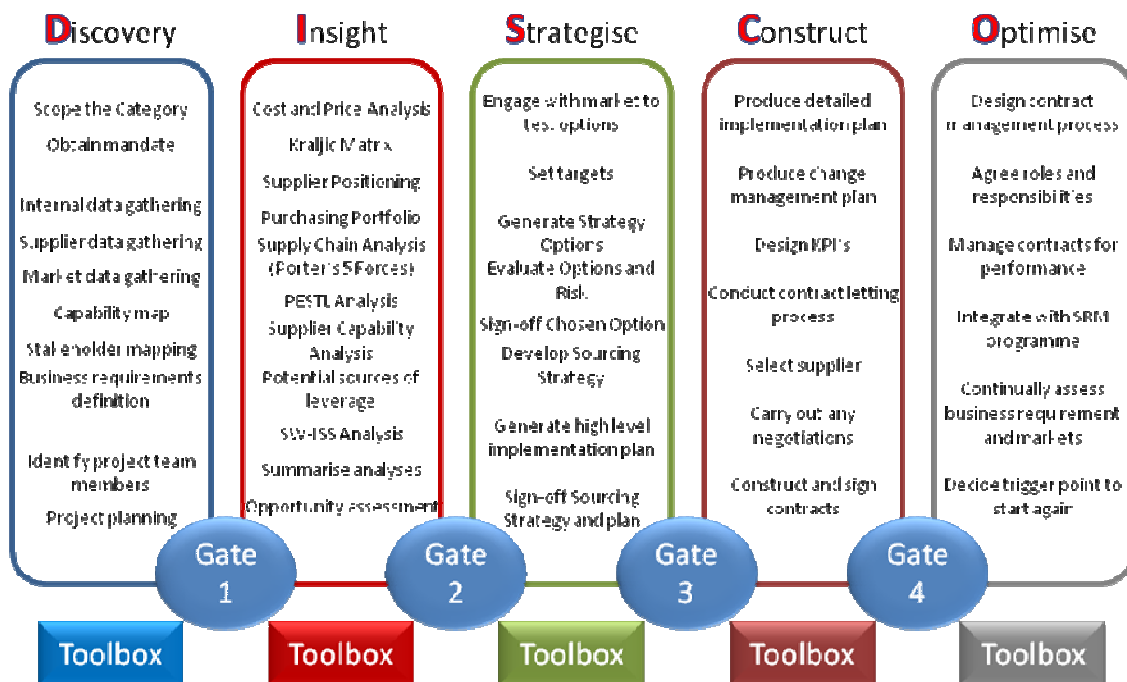 Discovery
Scope the Category
Obtain mandate
Internal data gathering
Supplier data gathering
Market data gathering
Capability map
Stakeholder mapping
Business requirements
definition
Identify project team
members
Project planning
Insight
Cost and Price Analysis
Kraljic Matrix
Supplier Positioning
Purchasing Portfolio
Supply Chain Analysis
(Porter's 5 Forces)
PESTL Analysis
Supplier Capability
Analysis
Potential sources of
leverage
SW-ISS Analysis
Summarise analyses
Opportunity assessment
Strategise
Engage with market to
test options
Set targets
Generate Strategy
Options
Evaluate Options and
Risk
Sign-off Chosen Option
Develop Sourcing
Strategy
Generate high level
implementation plan
Sign-off Sourcing
Strategy and plan
Construct
Produce detailed
implementation plan
Produce change
management plan
Design KPI's
Conduct contract letting
process
Select supplier
Carry out any
negotiations
Construct and sign
contracts
Optimise
Design contract
management process
Agree roles and
responsibilities
Manage contracts for
performance
Integrate with SRM
programme
Continually assess
business requirement
and markets
Decide trigger point to
start again
Gate
1
Gate
2
Gate
3
Gate
4
Toolbox
Toolbox
Toolbox
Toolbox
Toolbox